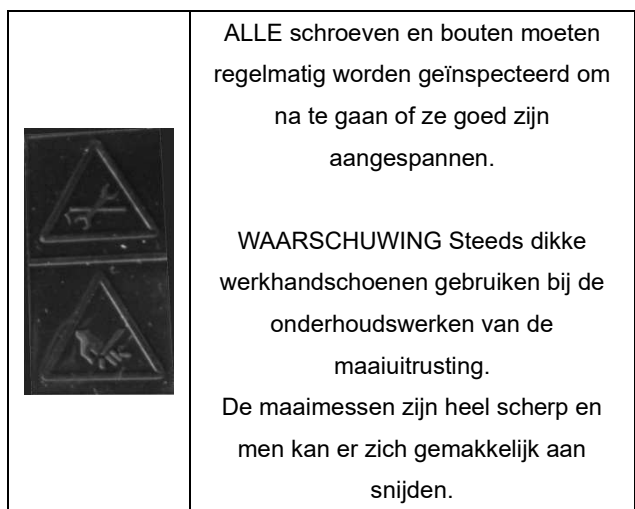 ALLE schroeven en bouten moeten
regelmatig worden geïnspecteerd om
na te gaan of ze goed zijn
aangespannen.
WAARSCHUWING Steeds dikke
werkhandschoenen gebruiken bij de
onderhoudswerken van de
maaiuitrusting.
De maaimessen zijn heel scherp en
men kan er zich gemakkelijk aan
snijden.